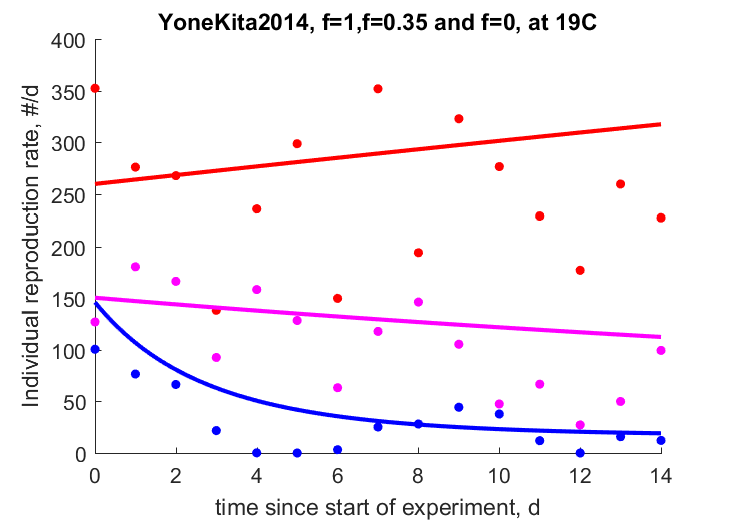 YoneKita2014, f=1,f=0.35 and f=0, at 19C
400
350
300
250
200
150
100
50
0
Individual reproduction rate, #/d
0 2 4 6 8 10 12 14
time since start of experiment, d